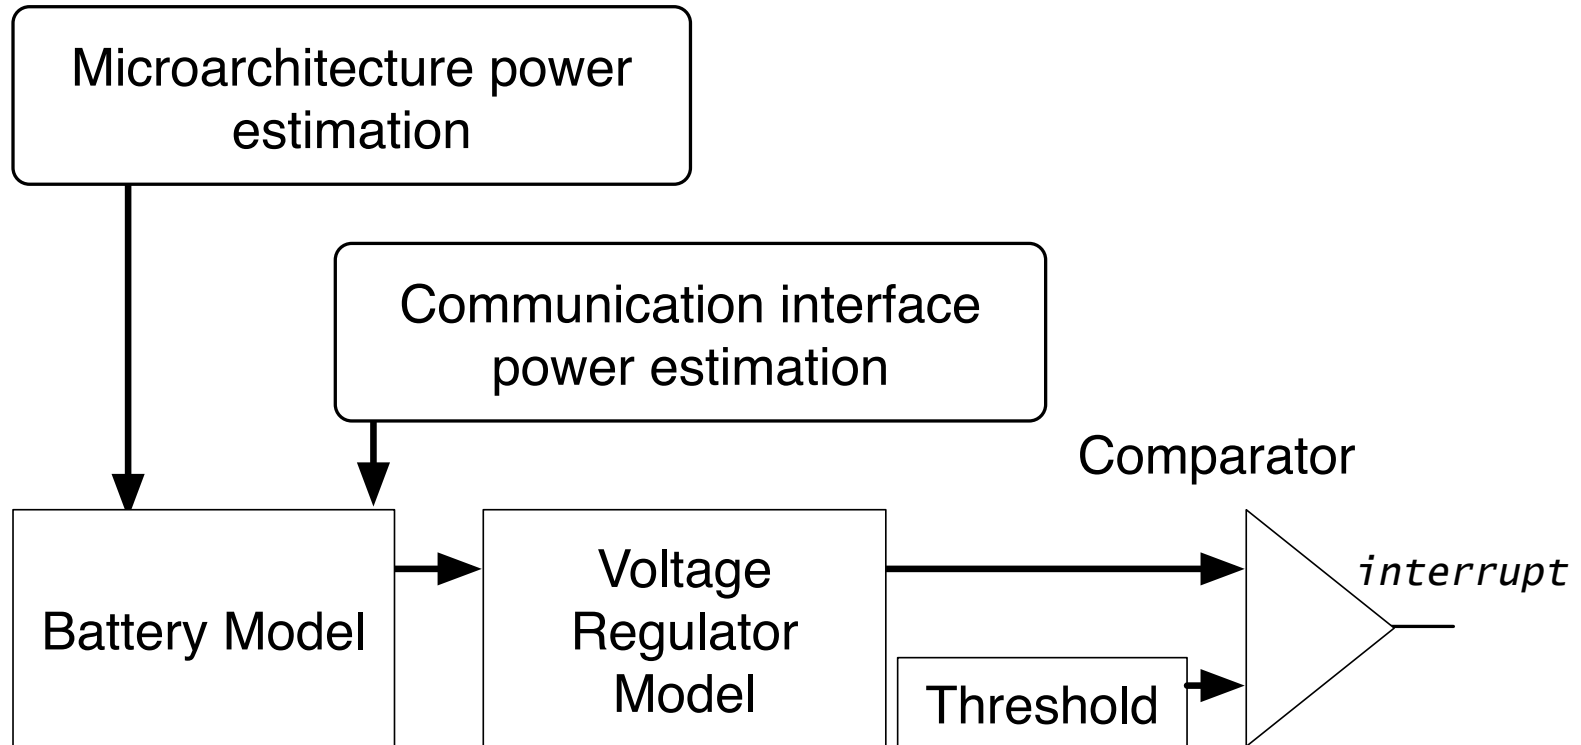 Microarchitecture power
estimation
Communication interface
power estimation
Comparator
Battery Model
Voltage
Regulator
Model
Threshold
interrupt